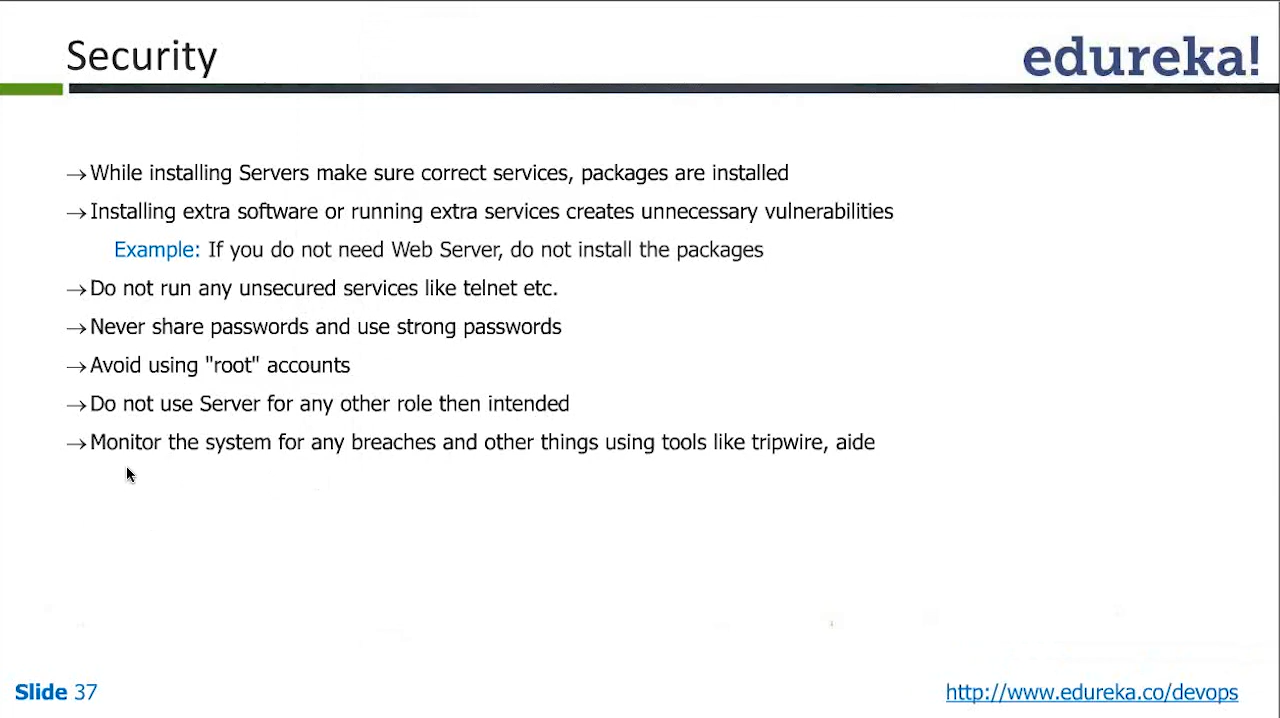 Security
edureka!
→While installing Servers make sure correct services, packages are installed
→Installing extra software or running extra services creates unnecessary vulnerabilities
Example: If you do not need Web Server, do not install the packages
→Do not run any unsecured services like telnet etc.
→Never share passwords and use strong passwords
→Avoid using "root" accounts
→Do not use Server for any other role then intended
→Monitor the system for any breaches and other things using tools like tripwire, aide
Slide 37
http://www.edureka.co/devops